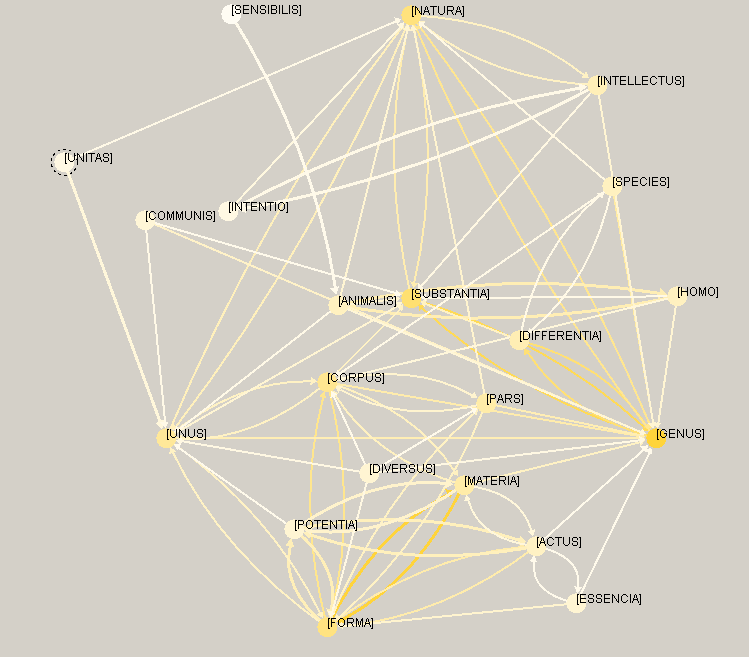 [SENSIBILIS]
[NATURA]
[INTELLECTUS]
[UNITAS]
[SPECIES]
[INTENTIO]
[COMMUNIS]
[HOMO]
[SUBSTANTIA]
[ANIMALIS]
[DIFFERENTIA]
[CORPUS]
[PARS]
[UNUS]
[GENUS]
[DIVERSUS]
[MATERIA]
[POTENTIA]
[ACTUS]
[ESSENCIA]
[FORMA]